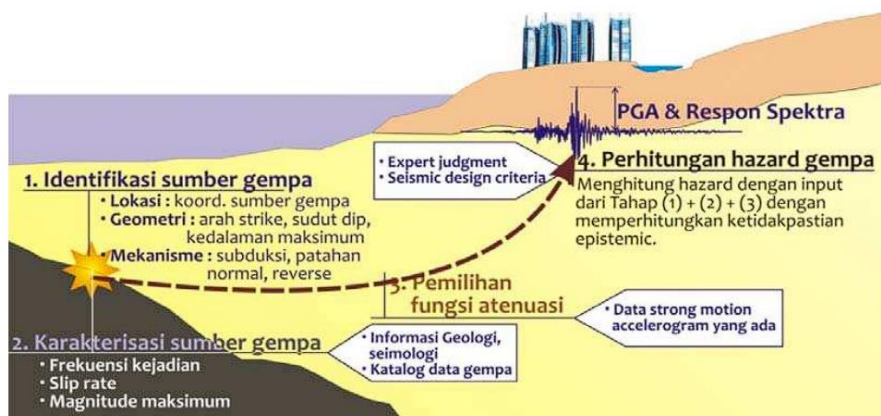 PGA & Respon Spektra
• Expert judgment
• Seismic design criteria
4. Perhitungan hazard gempa
Menghitung hazard dengan input
dari Tahap (1) + (2) + (3) dengan
memperhitungkan ketidakpastian
epistemic.
1. Identifikasi sumber gempa
• Lokasi : koord. sumber gempa
• Geometri : arah strike, sudut dip,
kedalaman maksimum
• Mekanisme : subduksi, patahan
normal, reverse
3. Pemilihan
fungsi atenuasi
• Data strong motion
accelerogram yang ada
2. Karakterisasi sumber gempa
• Frekuensi kejadian
• Slip rate
• Magnitude maksimum
• Informasi Geologi,
seimologi
• Katalog data gempa